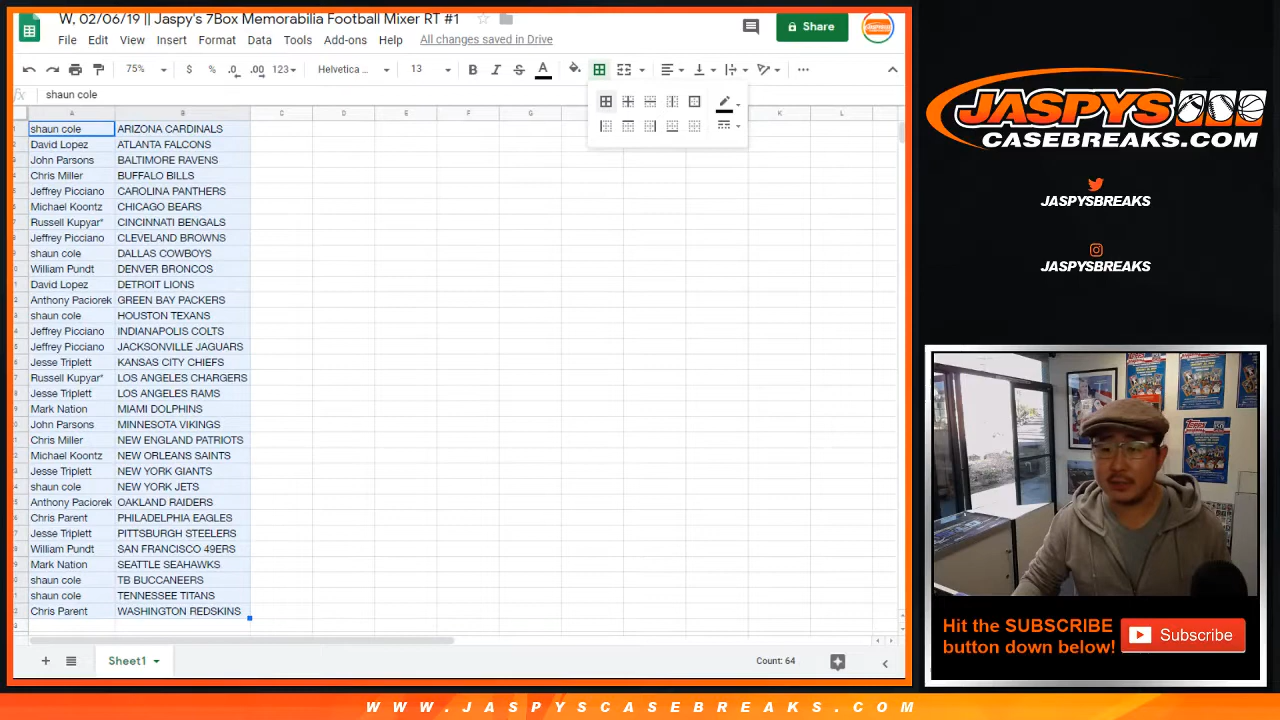 W, 02/06/19 || Jaspy's 7Box Memorabilia Football Mixer RT #1
File Edit View Insert Format Data Tools Add-ons Help All changes saved in Drive
Share
75% $ % .0 .00 123 Helvetica ... 13 B I S A
fx shaun cole
A B C D E F G K L
shaun cole ARIZONA CARDINALS
David Lopez ATLANTA FALCONS
John Parsons BALTIMORE RAVENS
Chris Miller BUFFALO BILLS
Jeffrey Picciano CAROLINA PANTHERS
Michael Koontz CHICAGO BEARS
Russell Kupyar* CINCINNATI BENGALS
Jeffrey Picciano CLEVELAND BROWNS
shaun cole DALLAS COWBOYS
William Pundt DENVER BRONCOS
David Lopez DETROIT LIONS
Anthony Paciorek GREEN BAY PACKERS
shaun cole HOUSTON TEXANS
Jeffrey Picciano INDIANAPOLIS COLTS
Jeffrey Picciano JACKSONVILLE JAGUARS
Jesse Triplett KANSAS CITY CHIEFS
Russell Kupyar* LOS ANGELES CHARGERS
Jesse Triplett LOS ANGELES RAMS
Mark Nation MIAMI DOLPHINS
John Parsons MINNESOTA VIKINGS
Chris Miller NEW ENGLAND PATRIOTS
Michael Koontz NEW ORLEANS SAINTS
Jesse Triplett NEW YORK GIANTS
shaun cole NEW YORK JETS
Anthony Paciorek OAKLAND RAIDERS
Chris Parent PHILADELPHIA EAGLES
Jesse Triplett PITTSBURGH STEELERS
William Pundt SAN FRANCISCO 49ERS
Mark Nation SEATTLE SEAHAWKS
shaun cole TB BUCCANEERS
shaun cole TENNESSEE TITANS
Chris Parent WASHINGTON REDSKINS
Sheet1
Count: 64
JASPYS
CASEBREAKS.COM
JASPYSBREAKS
JASPYSBREAKS
Hit the SUBSCRIBE
button down below!
Subscribe
WWW.JASPYSCASEBREAKS.COM